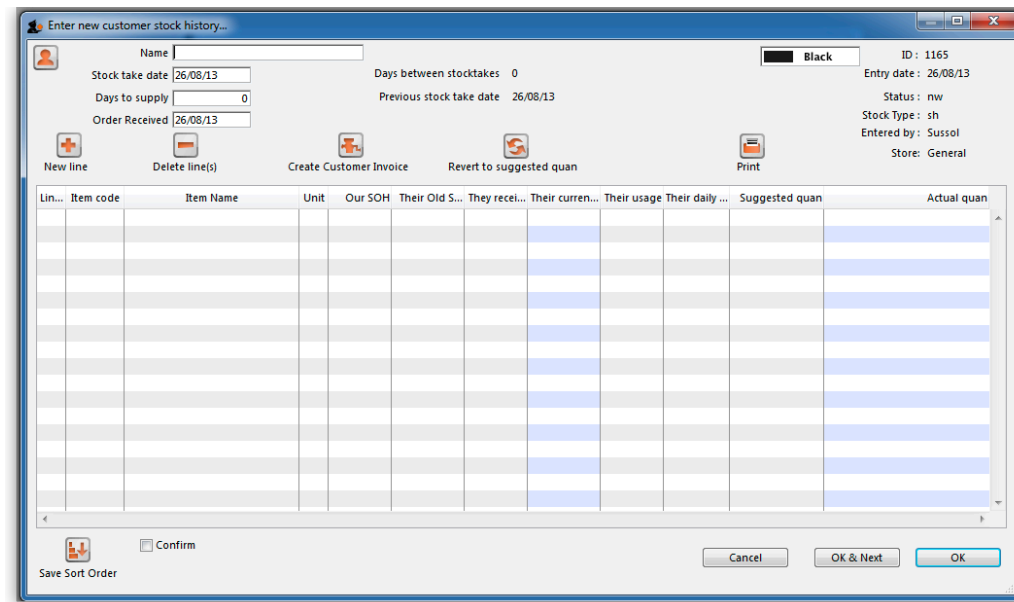 Enter new customer stock history...
Name
Black
ID : 1165
Stock take date 26/08/13
Days between stocktakes 0
Entry date : 26/08/13
Days to supply 0
Previous stock take date 26/08/13
Status : nw
Order Received 26/08/13
Stock Type : sh
Entered by : Sussol
Store: General
New line
Delete line(s)
Create Customer Invoice
Revert to suggested quan
Print
Lin... Item code Item Name Unit Our SOH Their Old S... They recei... Their curren... Their usage Their daily ... Suggested quan Actual quan
Confirm
Save Sort Order
Cancel
OK & Next
OK